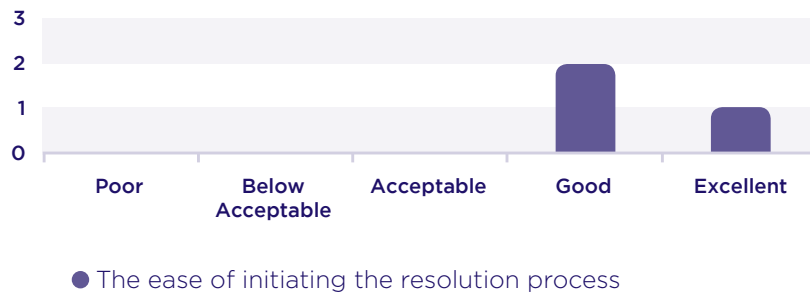 3
2
1
0
Poor
Below
Acceptable
Acceptable
Good
Excellent
The ease of initiating the resolution process